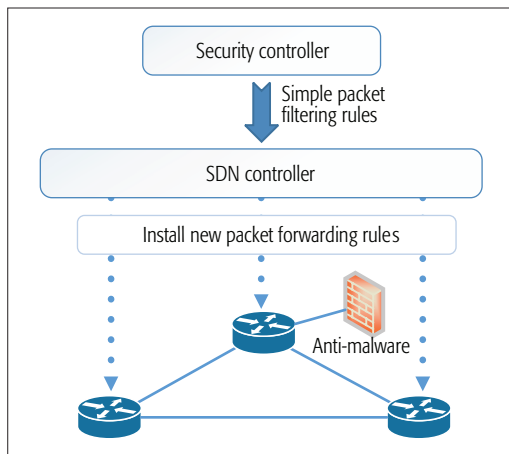 Security controller
Simple packet
filtering rules
SDN controller
Install new packet forwarding rules
Anti-malware